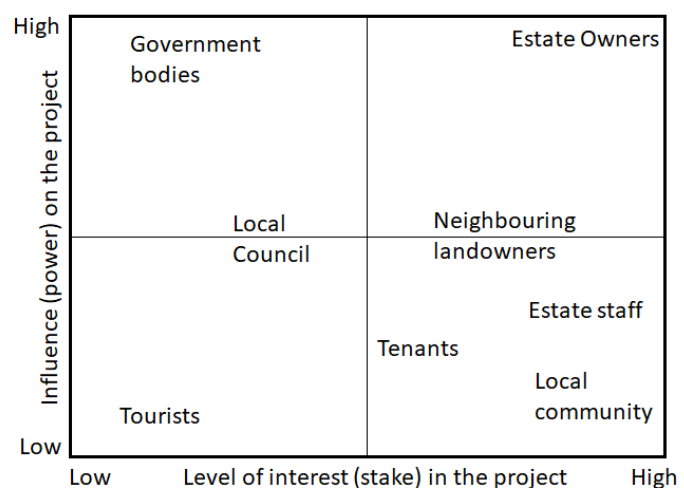 High
Government
bodies
Estate Owners
Influence (power) on the project
Local
Council
Neighbouring
landowners
Estate staff
Tenants
Local
community
Tourists
Low
Low
Level of interest (stake) in the project
High